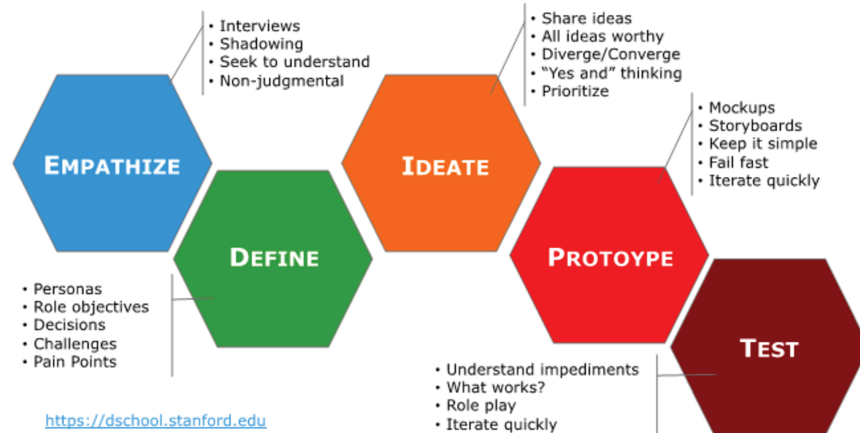 • Interviews
• Shadowing
• Seek to understand
• Non-judgmental
EMPATHIZE
• Personas
• Role objectives
• Decisions
• Challenges
• Pain Points
DEFINE
• Share ideas
• All ideas worthy
• Diverge/Converge
• “Yes and” thinking
• Prioritize
IDEATE
• Mockups
• Storyboards
• Keep it simple
• Fail fast
• Iterate quickly
PROTOYPE
• Understand impediments
• What works?
• Role play
• Iterate quickly
TEST
https://dschool.stanford.edu